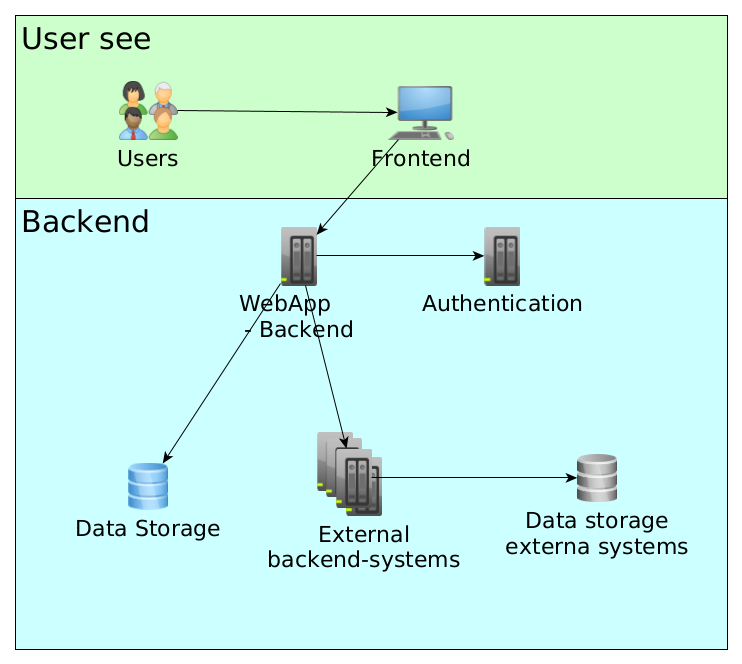 User see
Users
Frontend
Backend
WebApp
- Backend
Authentication
Data Storage
External
backend-systems
Data storage
externa systems